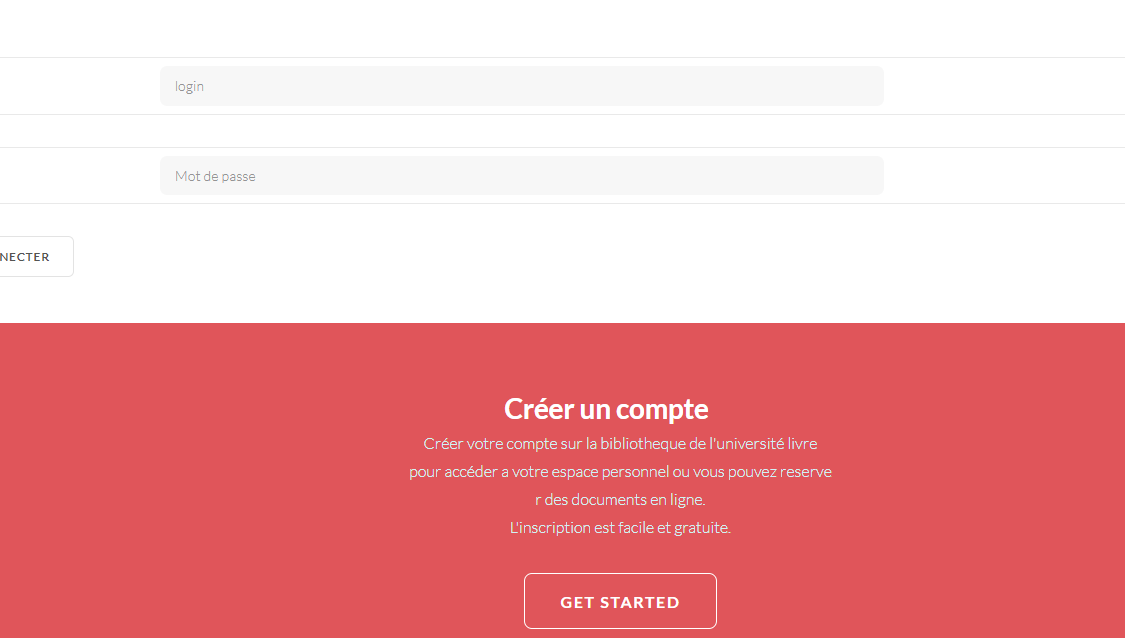 login
Mot de passe
NECTER
Créer un compte
Créer votre compte sur la bibliotheque de l'université livre
pour accéder a votre espace personnel ou vous pouvez reserve
r des documents en ligne.
L'inscription est facile et gratuite.
GET STARTED